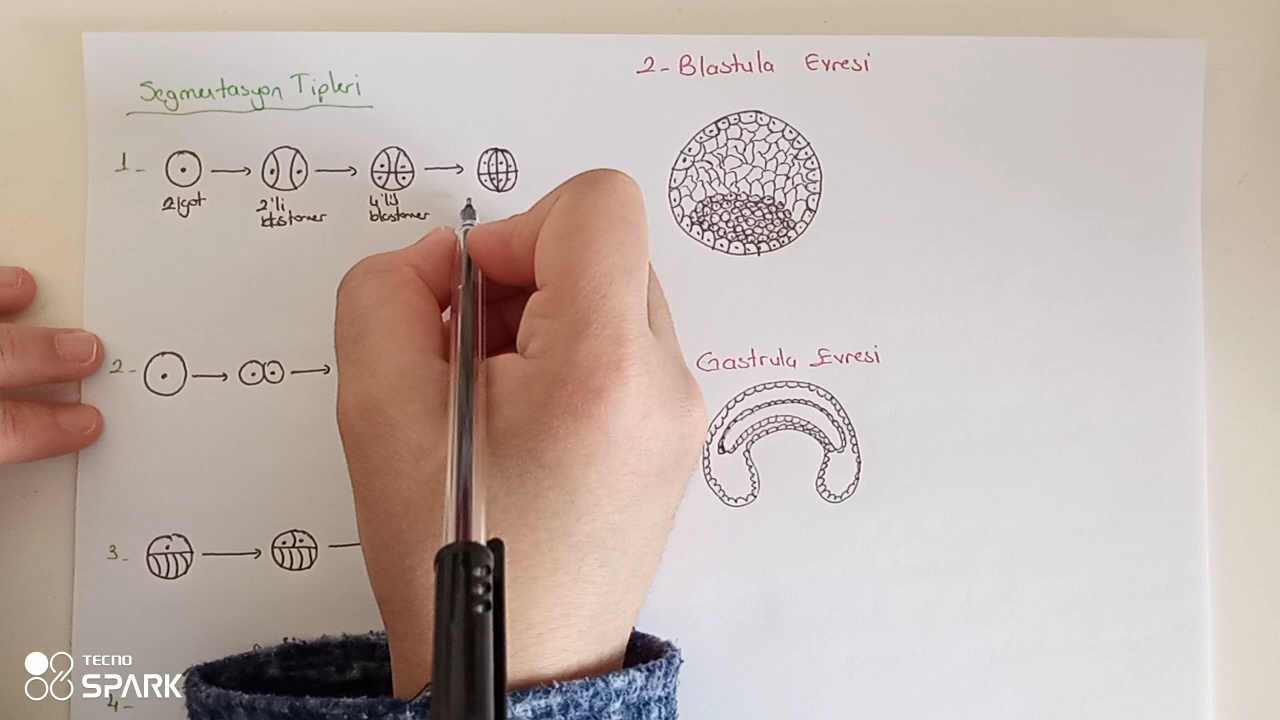 Segmentasyon Tipleri
1-
Zigot
2'li
blastomer
4'lü
blastomer
2-
3-
4-
2- Blastula Evresi
Gastrula Evresi
TECNO
SPARK